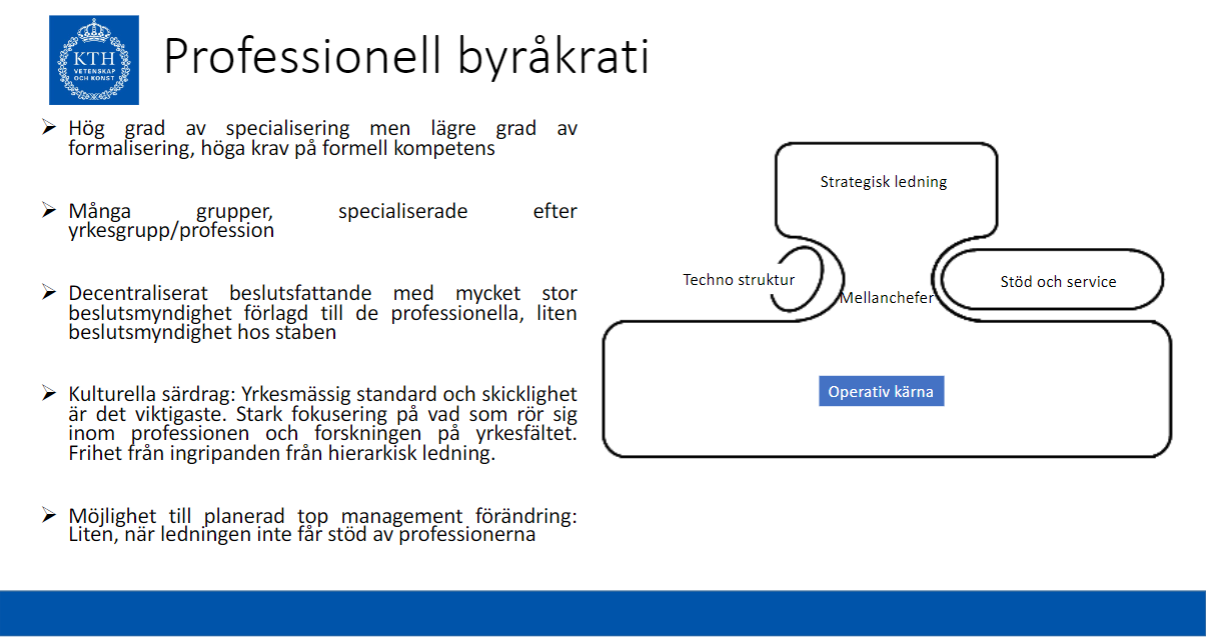 KTH
VETENSKAP
OCH KONST
Professionell byråkrati
➢ Hög grad av specialisering men lägre grad av
formalisering, höga krav på formell kompetens
➢ Många grupper, specialiserade efter
yrkesgrupp/profession
➢ Decentraliserat beslutsfattande med mycket stor
beslutsmyndighet förlagd till de professionella, liten
beslutsmyndighet hos staben
➢ Kulturella särdrag: Yrkesmässig standard och skicklighet
är det viktigaste. Stark fokusering på vad som rör sig
inom professionen och forskningen på yrkesfältet.
Frihet från ingripanden från hierarkisk ledning.
➢ Möjlighet till planerad top management förändring:
Liten, när ledningen inte får stöd av professionerna
Strategisk ledning
Techno struktur
Mellanchefer
Stöd och service
Operativ kärna